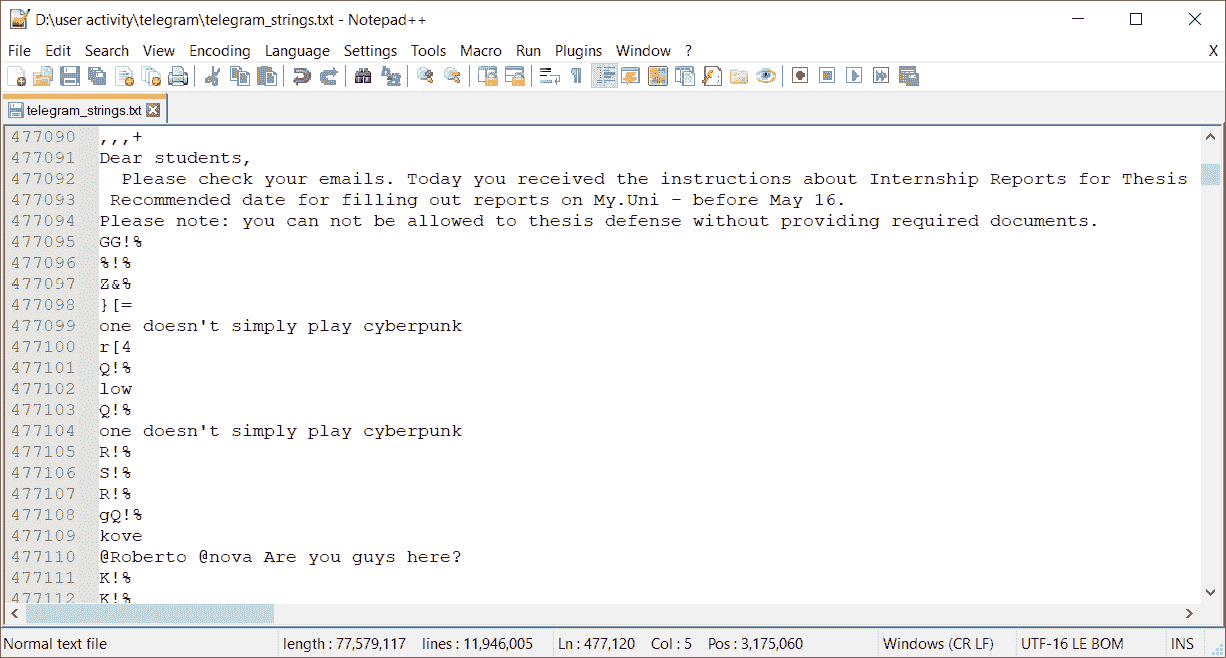 D:\user activity\telegram\telegram_strings.txt - Notepad++
File Edit Search View Encoding Language Settings Tools Macro Run Plugins Window ? X
telegram_strings.txt
477090 ,,,+
477091 Dear students,
477092 Please check your emails. Today you received the instructions about Internship Reports for Thesis
477093 Recommended date for filling out reports on My.Uni – before May 16.
477094 Please note: you can not be allowed to thesis defense without providing required documents.
477095 GG!%
477096 %!%
477097 Z&%
477098 }[=
477099 one doesn't simply play cyberpunk
477100 r[4
477101 Q!%
477102 low
477103 Q!%
477104 one doesn't simply play cyberpunk
477105 R!%
477106 S!%
477107 R!%
477108 gQ!%
477109 kove
477110 @Roberto @nova Are you guys here?
477111 K!%
477112 K!%
Normal text file length : 77,579,117 lines : 11,946,005 Ln : 477,120 Col : 5 Pos : 3,175,060 Windows (CR LF) UTF-16 LE BOM INS